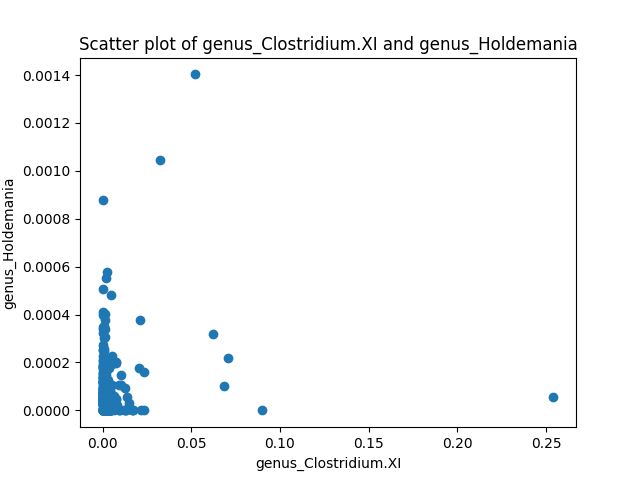 Scatter plot of genus_Clostridium.XI and genus_Holdemania
0.0014
0.0012
0.0010
0.0008
0.0006
0.0004
0.0002
0.0000
genus_Holdemania
0.00 0.05 0.10 0.15 0.20 0.25
genus_Clostridium.XI